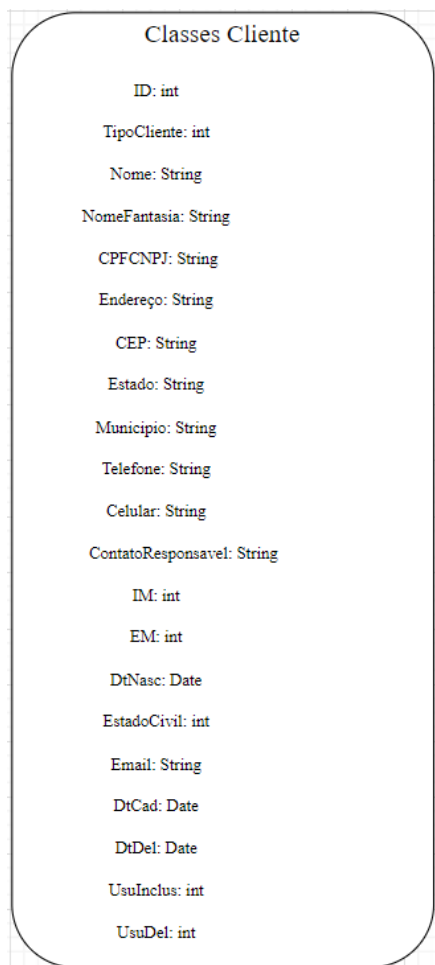 Classes Cliente
ID: int
TipoCliente: int
Nome: String
NomeFantasia: String
CPFCNPJ: String
Endereço: String
CEP: String
Estado: String
Municipio: String
Telefone: String
Celular: String
ContatoResponsavel: String
IM: int
EM: int
DtNasc: Date
EstadoCivil: int
Email: String
DtCad: Date
DtDel: Date
UsuInclus: int
UsuDel: int